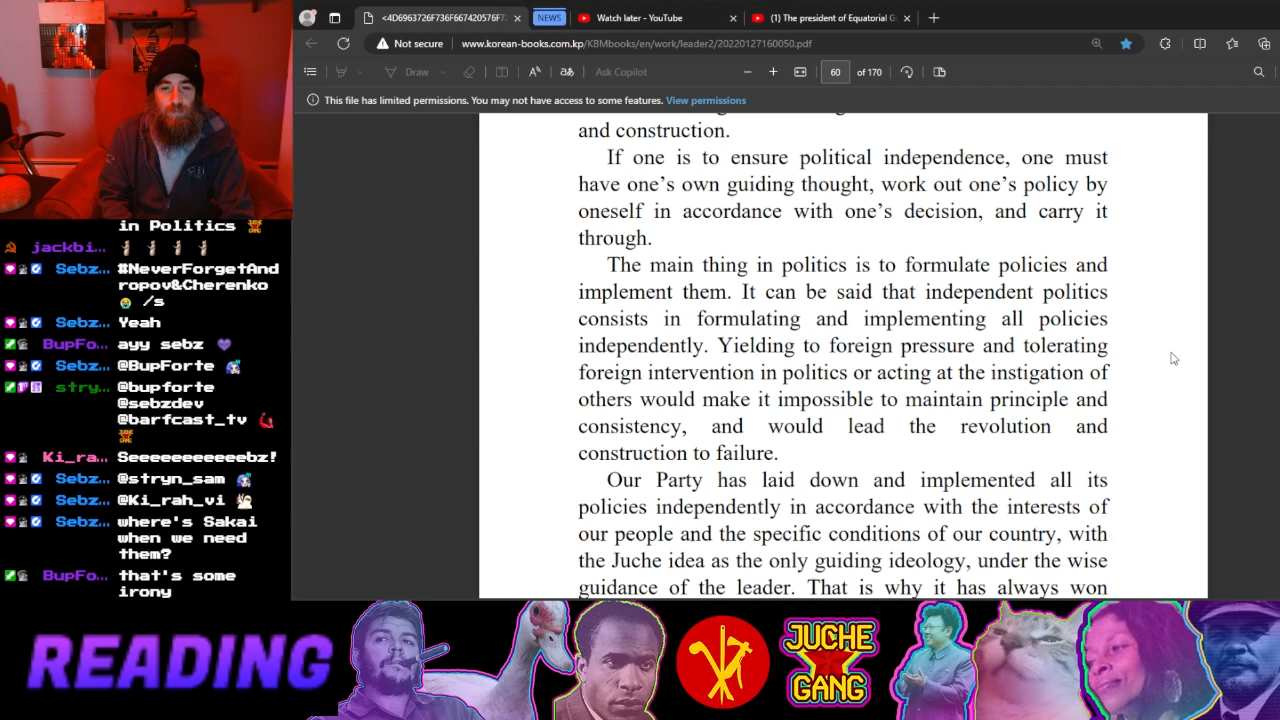 <4D6963726F736F667420576F72
NEWS
Watch later - YouTube
(1) The president of Equatorial G
Not secure
www.korean-books.com.kp/KBMbooks/en/work/leader2/20220127160050.pdf
Draw
Ask Copilot
60
of 170
This file has limited permissions. You may not have access to some features. View permissions
and construction.
If one is to ensure political independence, one must
have one's own guiding thought, work out one's policy by
oneself in accordance with one's decision, and carry it
through.
The main thing in politics is to formulate policies and
implement them. It can be said that independent politics
consists in formulating and implementing all policies
independently. Yielding to foreign pressure and tolerating
foreign intervention in politics or acting at the instigation of
others would make it impossible to maintain principle and
consistency, and would lead the revolution and
construction to failure.
Our Party has laid down and implemented all its
policies independently in accordance with the interests of
our people and the specific conditions of our country, with
the Juche idea as the only guiding ideology, under the wise
guidance of the leader. That is why it has always won
in Politics
jackbi...
Sebz... #NeverForgetAnd
ropov&Cherenko
/s
Sebz... Yeah
BupFo... ayy sebz
Sebz... @BupForte
stry... @bupforte
@sebzdev
@barfcast_tv
Ki_ra... Seeeeeeeeeeebz!
Sebz... @stryn_sam
Sebz... @Ki_rah_vi
Sebz... where's Sakai
when we need
them?
BupFo... that's some
irony
READING
JUCHE
GANG